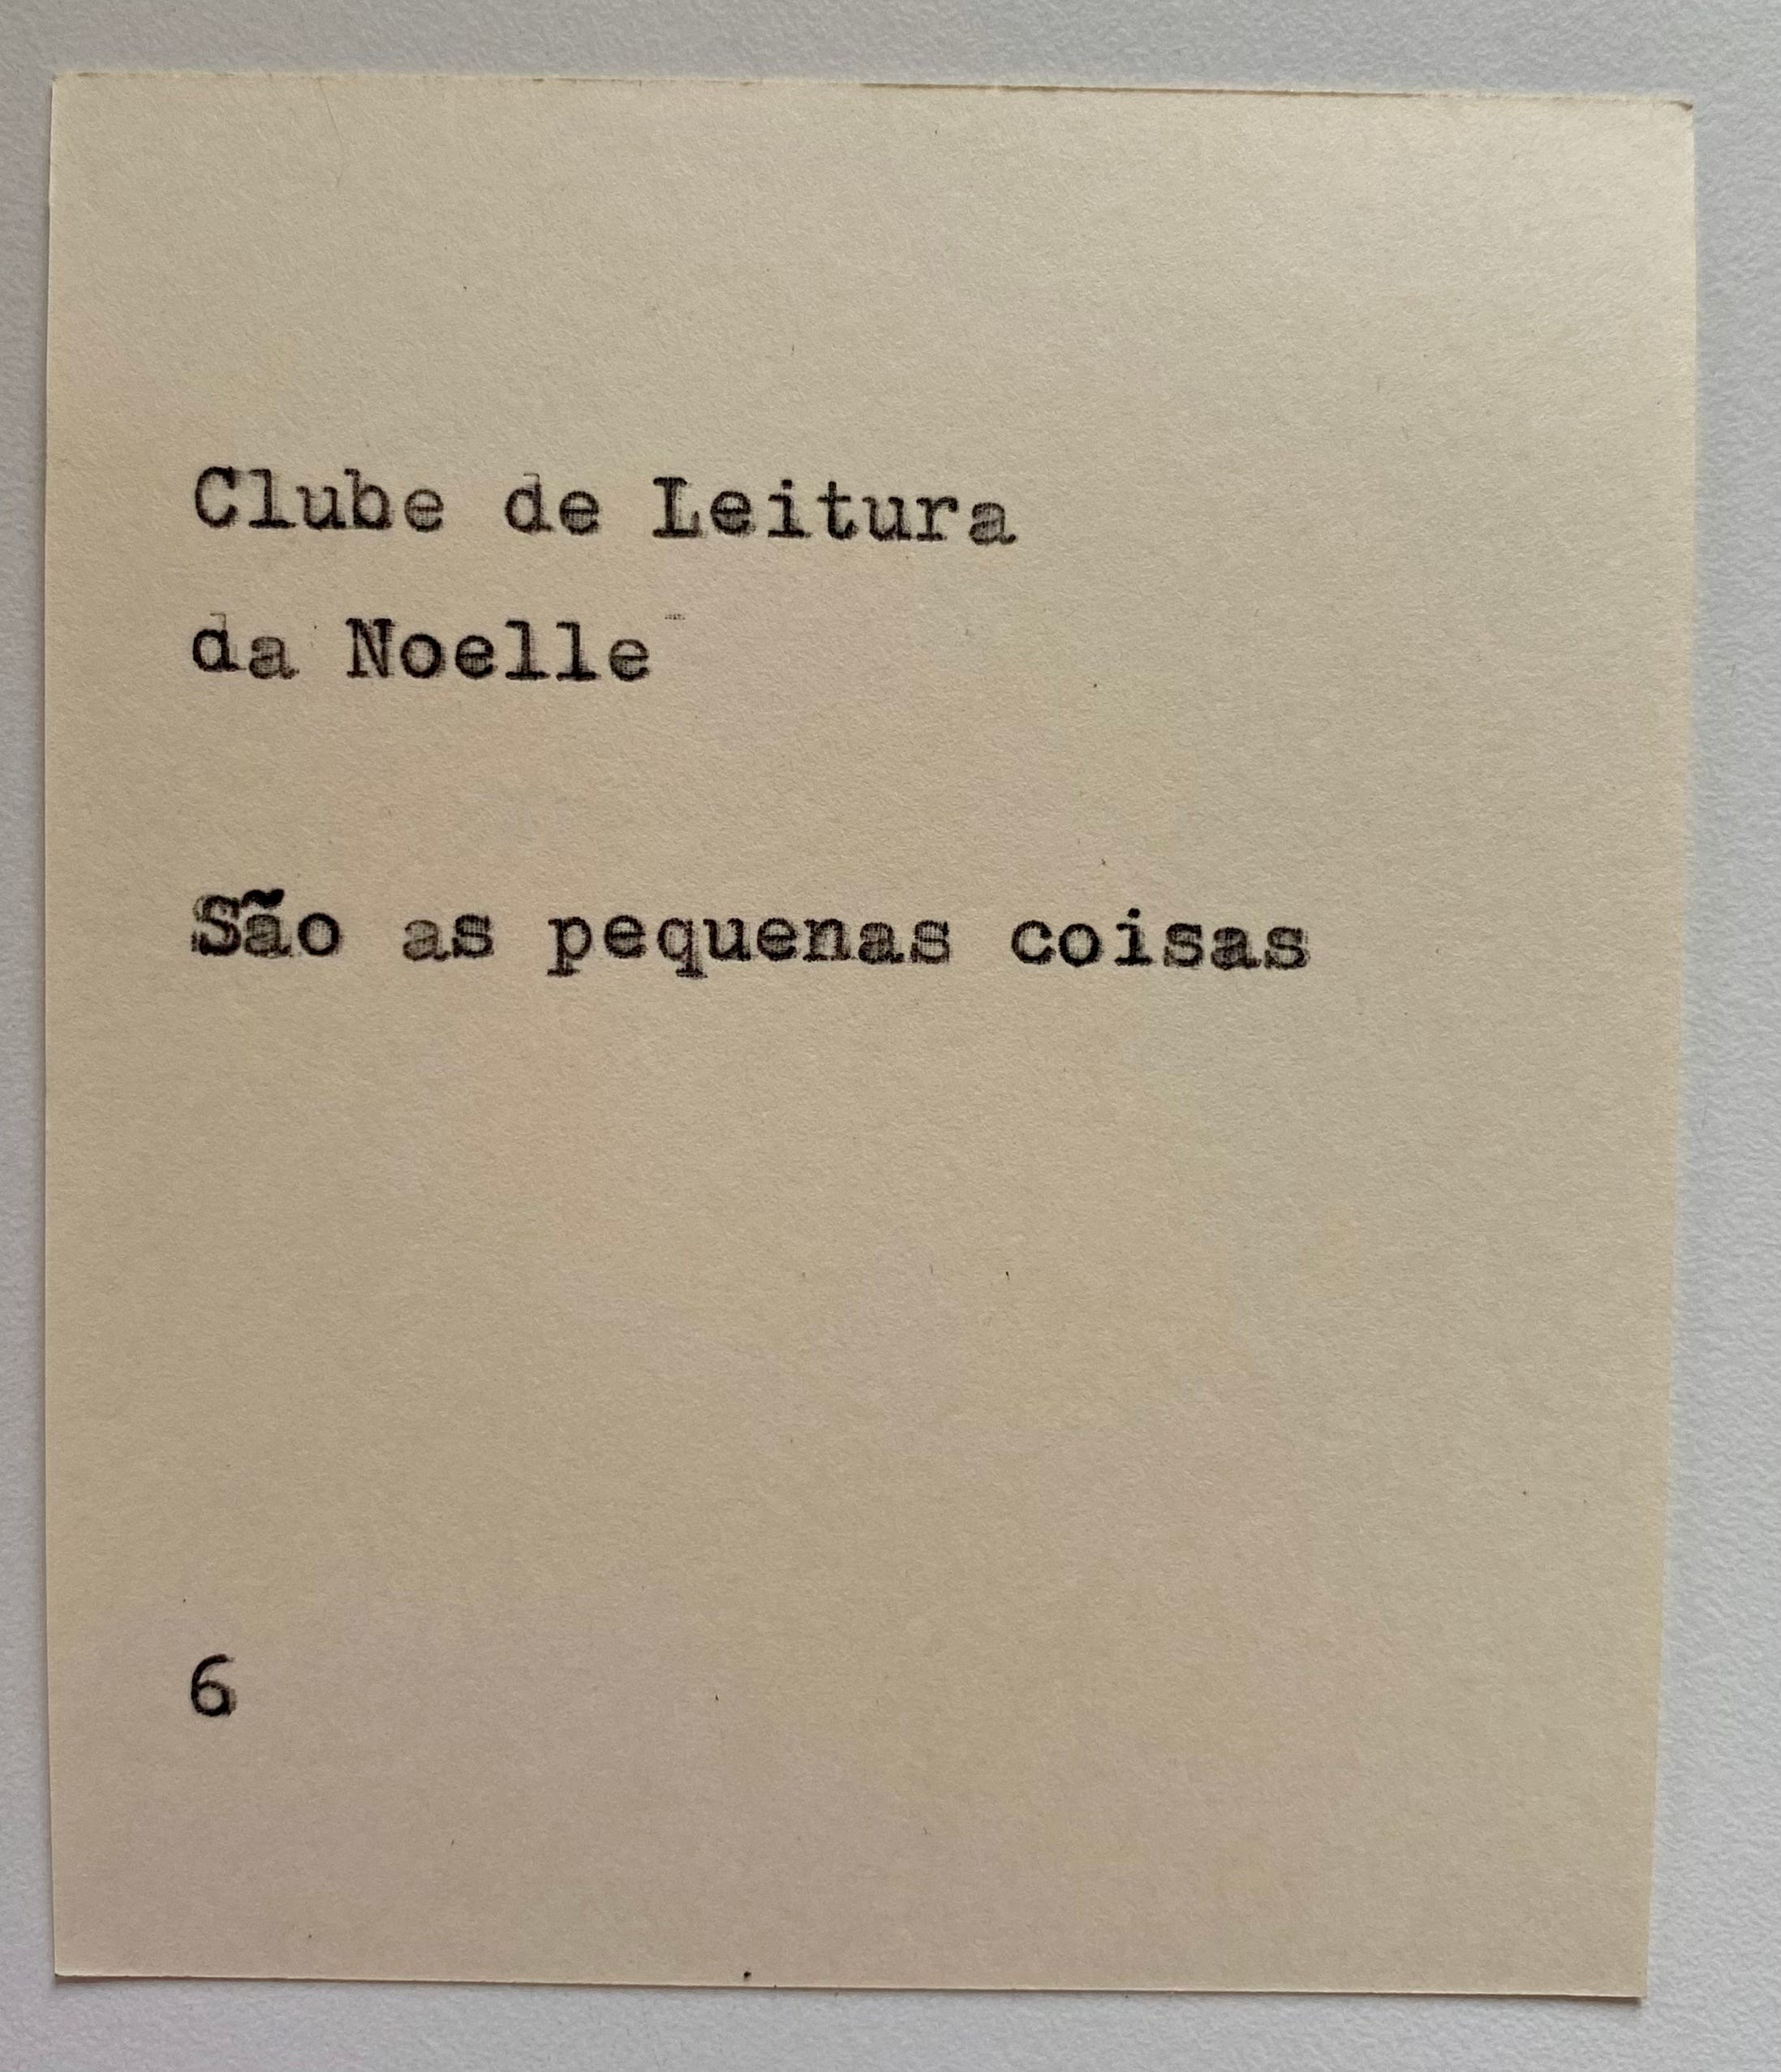 Clube de Leitura
da Noelle
São as pequenas coisas
6